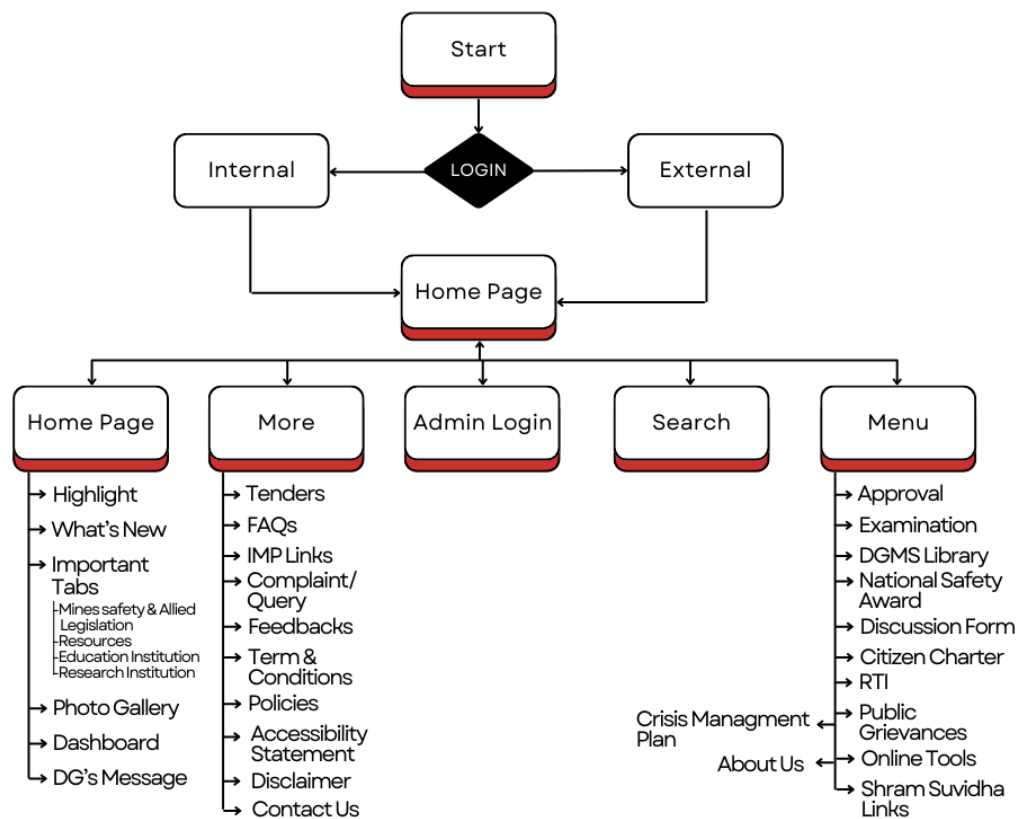 Start
LOGIN
Internal
External
Home Page
Home Page
More
Admin Login
Search
Menu
Highlight
What's New
Important
Tabs
-Mines safety & Allied
Legislation
-Resources
-Education Institution
-Research Institution
Photo Gallery
Dashboard
DG's Message
Tenders
FAQs
IMP Links
Complaint/
Query
Feedbacks
Term &
Conditions
Policies
Accessibility
Statement
Disclaimer
Contact Us
Approval
Examination
DGMS Library
National Safety
Award
Discussion Form
Citizen Charter
RTI
Public
Grievances
Online Tools
Shram Suvidha
Links
Crisis Managment
Plan
About Us